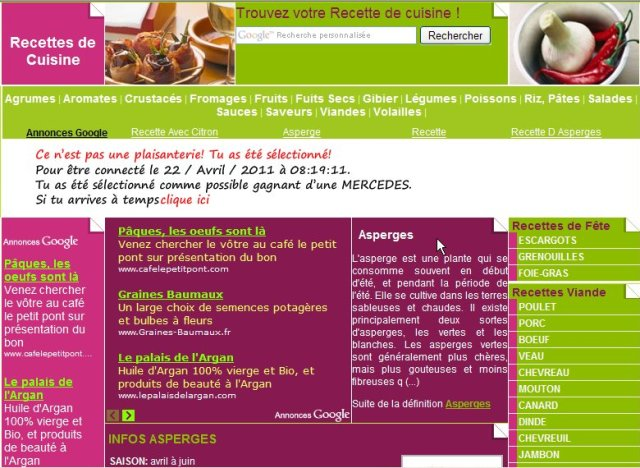 Recettes de
Cuisine
Trouvez votre Recette de cuisine !
Google™ Recherche personnalisée
Rechercher
Agrumes | Aromates | Crustacés | Fromages | Fruits | Fuits Secs | Gibier | Légumes | Poissons | Riz, Pâtes | Salades |
Sauces | Saveurs | Viandes | Volailles |
Annonces Google Recette Avec Citron Asperge Recette Recette D Asperges
Ce n'est pas une plaisanterie! Tu as été sélectionné!
Pour être connecté le 22 / Avril / 2011 à 08:19:11.
Tu as été sélectionné comme possible gagnant d'une MERCEDES.
Si tu arrives à temps clique ici
Annonces Google
Pâques, les
oeufs sont là
Venez chercher
le vôtre au café
le petit pont sur
présentation du
bon
www.cafelepetitpont....
Le palais de
l'Argan
Huile d'Argan
100% vierge et
Bio, et produits
de beauté à
l'Argan
Pâques, les oeufs sont là
Venez chercher le vôtre au café le petit
pont sur présentation du bon
www.cafelepetitpont.com
Graines Baumaux
Un large choix de semences potagères
et bulbes à fleurs
www.Graines-Baumaux.fr
Le palais de l'Argan
Huile d'Argan 100% vierge et Bio, et
produits de beauté à l'Argan
www.lepalaisdelargan.com
Annonces Google
Asperges
L'asperge est une plante qui se
consomme souvent en début
d'été, et pendant la période de
l'été. Elle se cultive dans les terres
sableuses et chaudes. Il existe
principalement deux sortes
d'asperges, les vertes et les
blanches. Les asperges vertes
sont généralement plus chères,
mais plus gouteuses et moins
fibreuses q (...)
Suite de la définition Asperges
INFOS ASPERGES
SAISON: avril à juin
Recettes de Fête
ESCARGOTS
GRENOUILLES
FOIE-GRAS
Recettes Viande
POULET
PORC
BOEUF
VEAU
CHEVREAU
MOUTON
CANARD
DINDE
CHEVREUIL
JAMBON